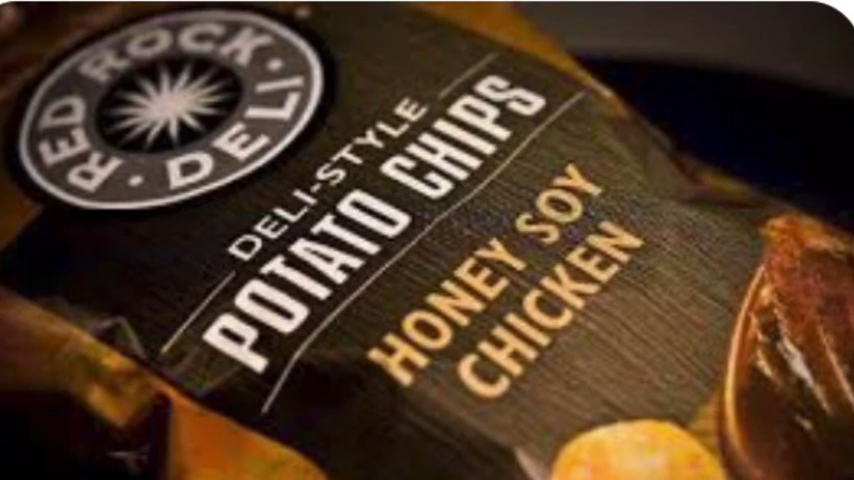 RED ROCK
DELI
DELI-STYLE
POTATO CHIPS
HONEY SOY
CHICKEN